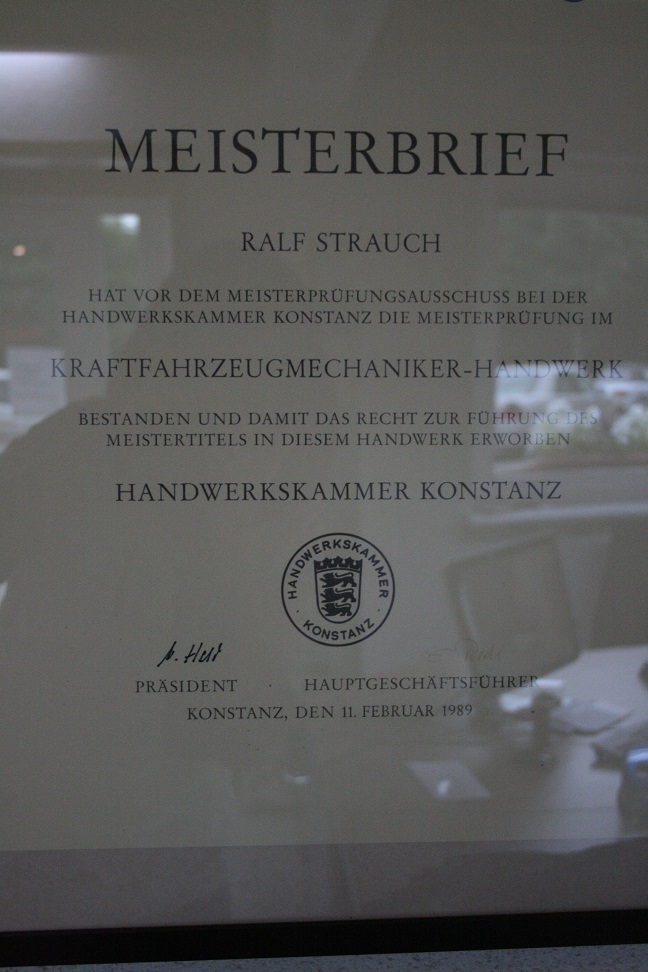 MEISTERBRIEF
RALF STRAUCH
HAT VOR DEM MEISTERPRÜFUNGSAUSSCHUSS BEI DER
HANDWERKSKAMMER KONSTANZ DIE MEISTERPRÜFUNG IM
KRAFTFAHRZEUGMECHANIKER-HANDWERK
BESTANDEN UND DAMIT DAS RECHT ZUR FÜHRUNG DES
MEISTERTITELS IN DIESEM HANDWERK ERWORBEN
HANDWERKSKAMMER KONSTANZ
HANDWERKSKAMMER
· KONSTANZ ·
PRÄSIDENT · HAUPTGESCHÄFTSFÜHRER
KONSTANZ, DEN 11. FEBRUAR 1989